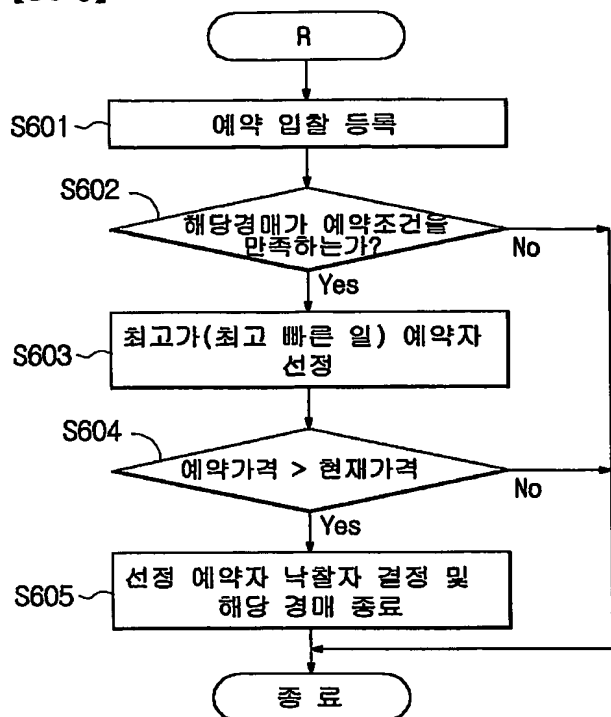 R
S601
예약 입찰 등록
S602
해당경매가 예약조건을
만족하는가?
No
Yes
S603
최고가(최고 빠른 일) 예약자
선정
S604
예약가격 > 현재가격
No
Yes
S605
선정 예약자 낙찰자 결정 및
해당 경매 종료
종 료